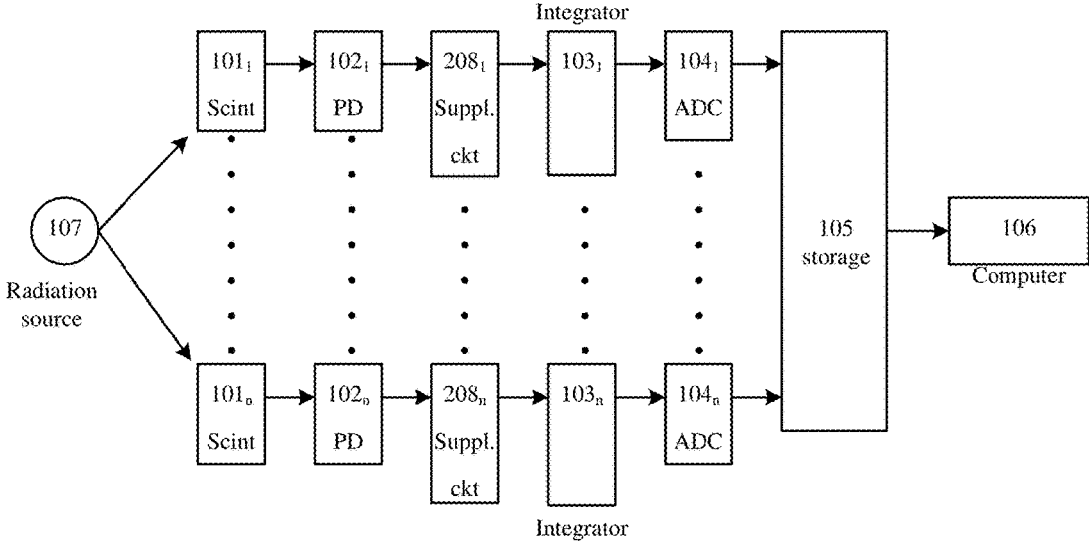 Integrator
101₁ 102₁ 208₁ 103₁ 104₁
Scint PD Suppl. ADC
ckt
107
105
storage
106
Computer
Radiation
source
101ₙ 102ₙ 208ₙ 103ₙ 104ₙ
Scint PD Suppl. ADC
ckt
Integrator